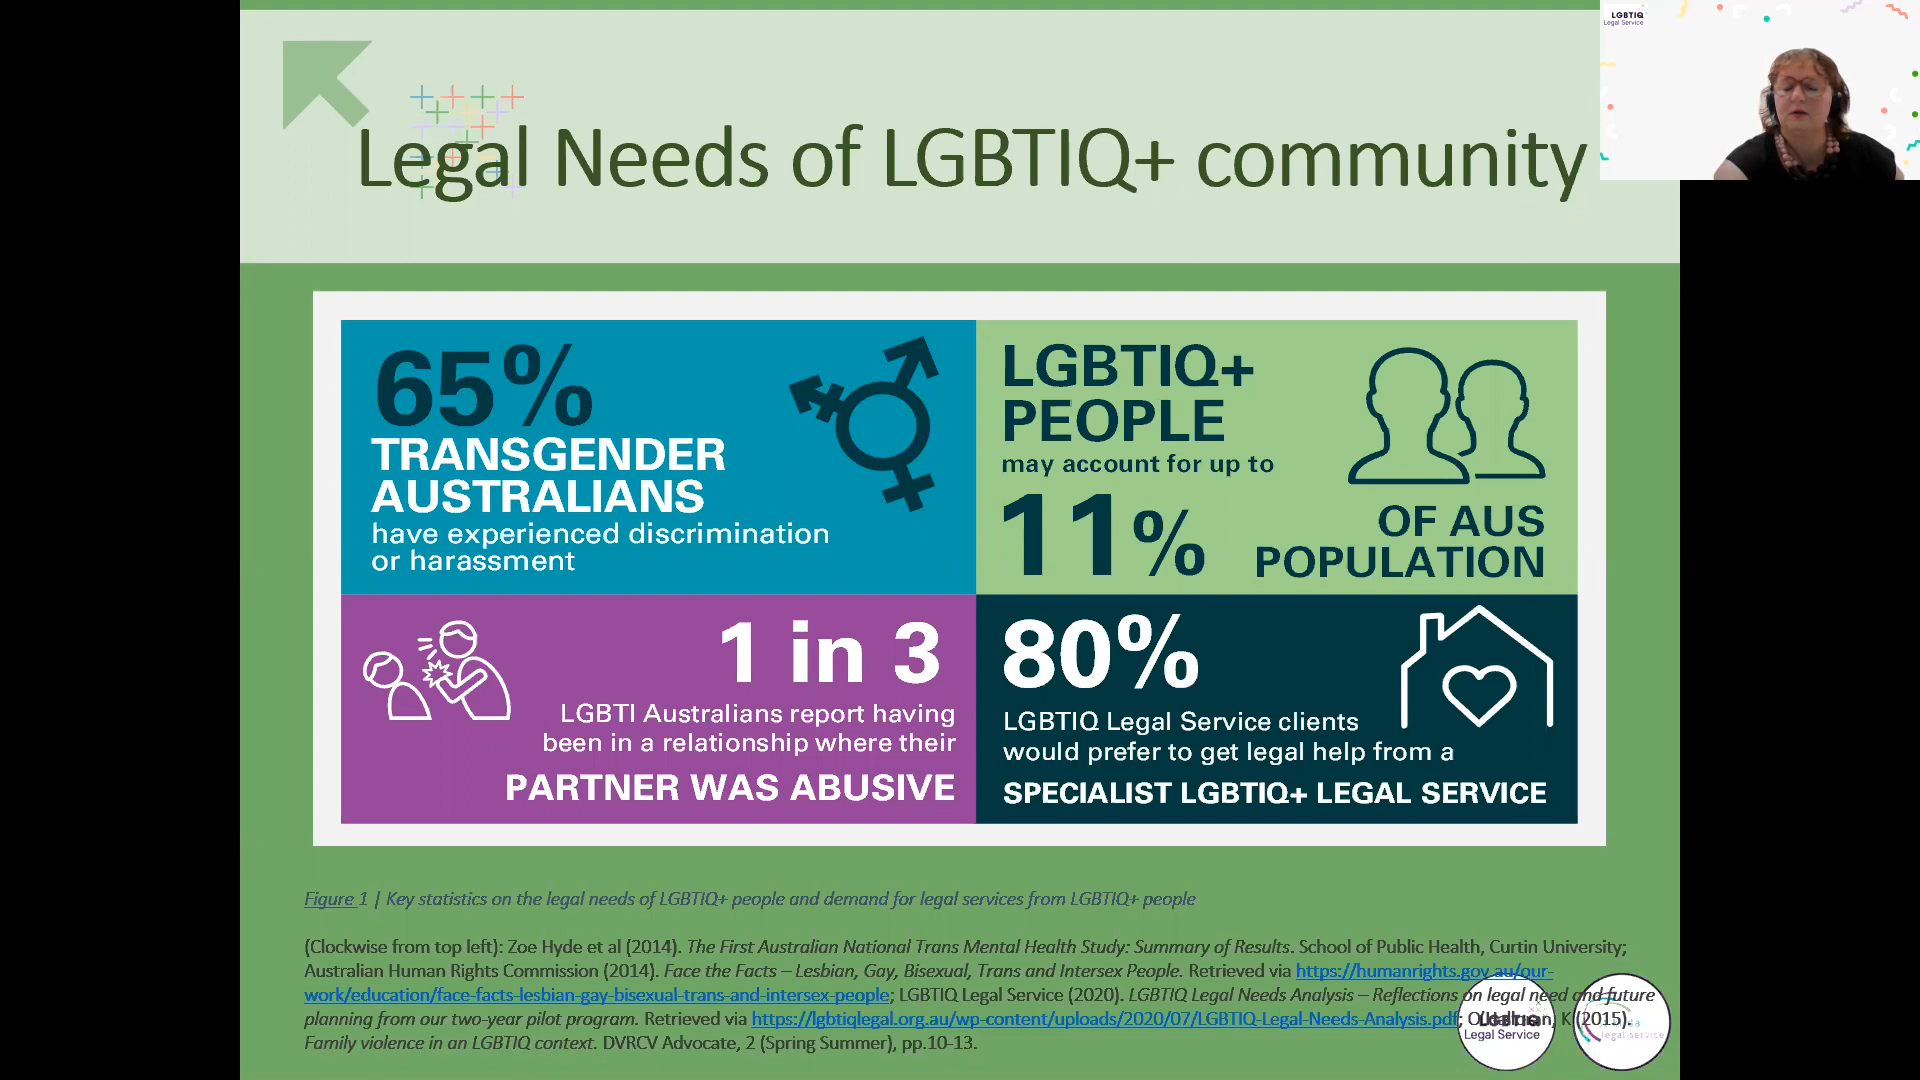 LGBTIQ
Legal Service
Legal Needs of LGBTIQ+ community
65%
TRANSGENDER
AUSTRALIANS
have experienced discrimination
or harassment
LGBTIQ+
PEOPLE
may account for up to
11%
OF AUS
POPULATION
1 in 3
LGBTI Australians report having
been in a relationship where their
PARTNER WAS ABUSIVE
80%
LGBTIQ Legal Service clients
would prefer to get legal help from a
SPECIALIST LGBTIQ+ LEGAL SERVICE
Figure 1 | Key statistics on the legal needs of LGBTIQ+ people and demand for legal services from LGBTIQ+ people
(Clockwise from top left): Zoe Hyde et al (2014). The First Australian National Trans Mental Health Study: Summary of Results. School of Public Health, Curtin University;
Australian Human Rights Commission (2014). Face the Facts – Lesbian, Gay, Bisexual, Trans and Intersex People. Retrieved via https://humanrights.gov.au/our-
work/education/face-facts-lesbian-gay-bisexual-trans-and-intersex-people; LGBTIQ Legal Service (2020). LGBTIQ Legal Needs Analysis – Reflections on legal need and future
planning from our two-year pilot program. Retrieved via https://lgbtiqlegal.org.au/wp-content/uploads/2020/07/LGBTIQ-Legal-Needs-Analysis.pdf; K (2015).
Family violence in an LGBTIQ context. DVRCV Advocate, 2 (Spring Summer), pp.10-13.
LGBTIQ
Legal Service
legal service